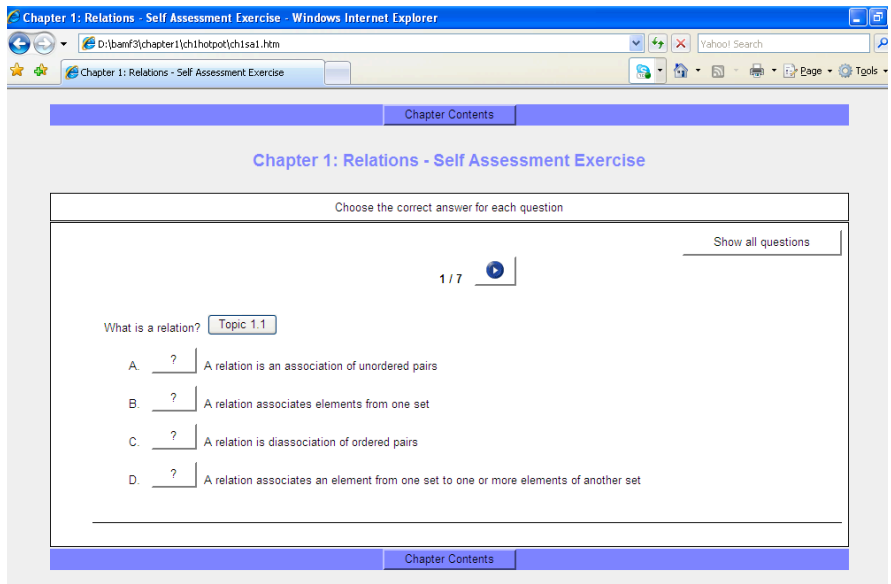 Chapter 1: Relations - Self Assessment Exercise - Windows Internet Explorer
D:\bamf3\chapter1\ch1hotpot\ch1sa1.htm
Yahoo! Search
Chapter 1: Relations - Self Assessment Exercise
Page
Tools
Chapter Contents
Chapter 1: Relations - Self Assessment Exercise
Choose the correct answer for each question
Show all questions
1 / 7
What is a relation? Topic 1.1
A. ? A relation is an association of unordered pairs
B. ? A relation associates elements from one set
C. ? A relation is diassociation of ordered pairs
D. ? A relation associates an element from one set to one or more elements of another set
Chapter Contents